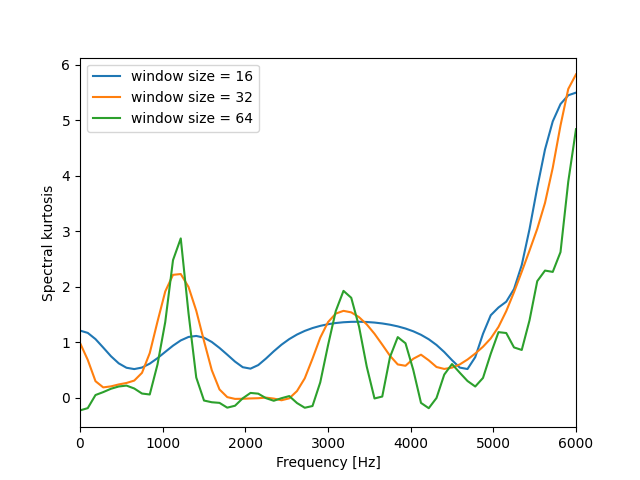 window size = 16
window size = 32
window size = 64
6
5
4
3
2
1
0
Spectral kurtosis
0 1000 2000 3000 4000 5000 6000
Frequency [Hz]